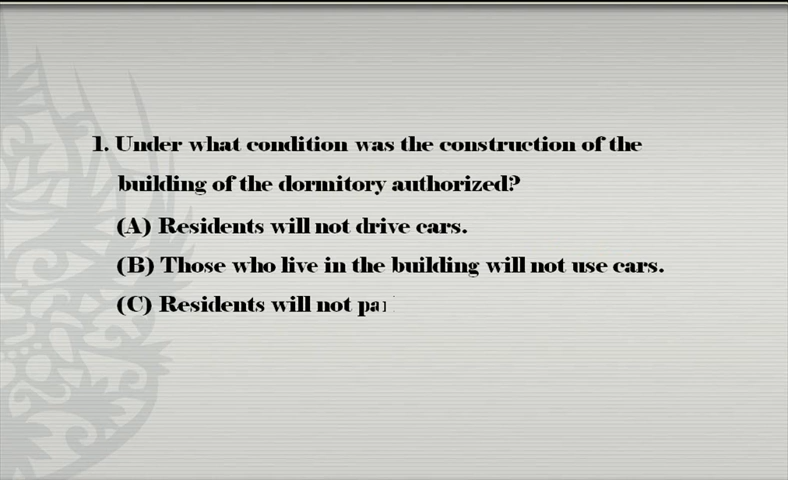 1. Under what condition was the construction of the
building of the dormitory authorized?
(A) Residents will not drive cars.
(B) Those who live in the building will not use cars.
(C) Residents will not